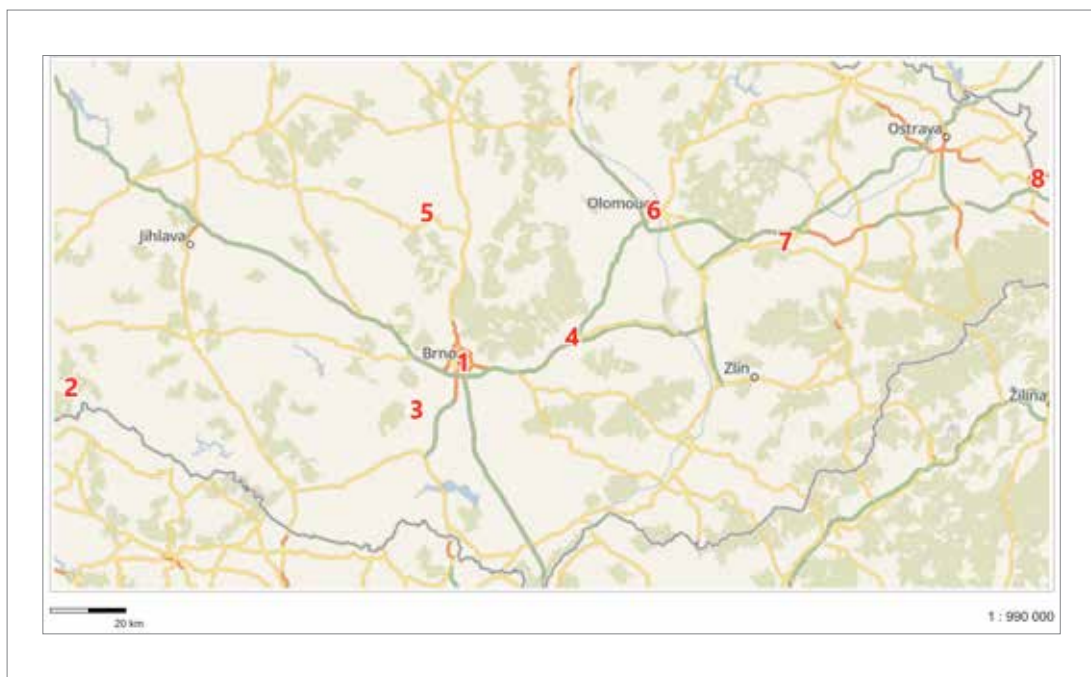 Ostrava
8
Olomouc
6
5
7
Jihlava
4
Brno
1
Zlín
2
3
Žilina
20 km
1 : 990 000